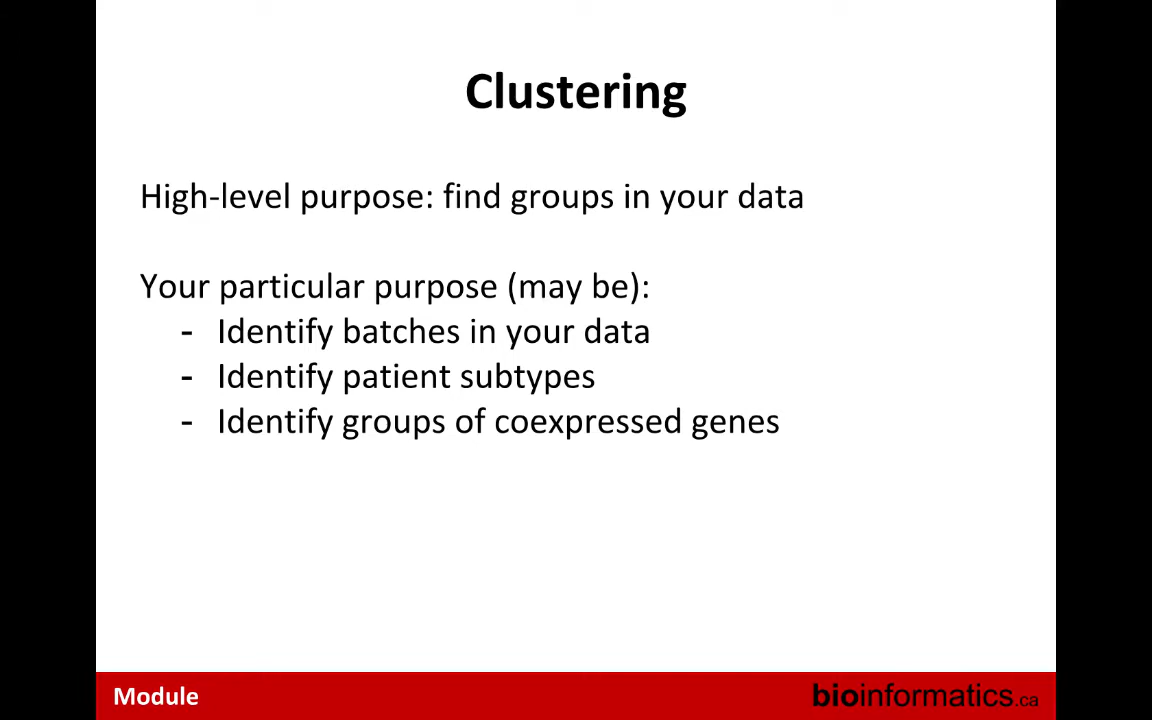 Clustering
High-level purpose: find groups in your data
Your particular purpose (may be):
- Identify batches in your data
- Identify patient subtypes
- Identify groups of coexpressed genes
Module
bioinformatics.ca